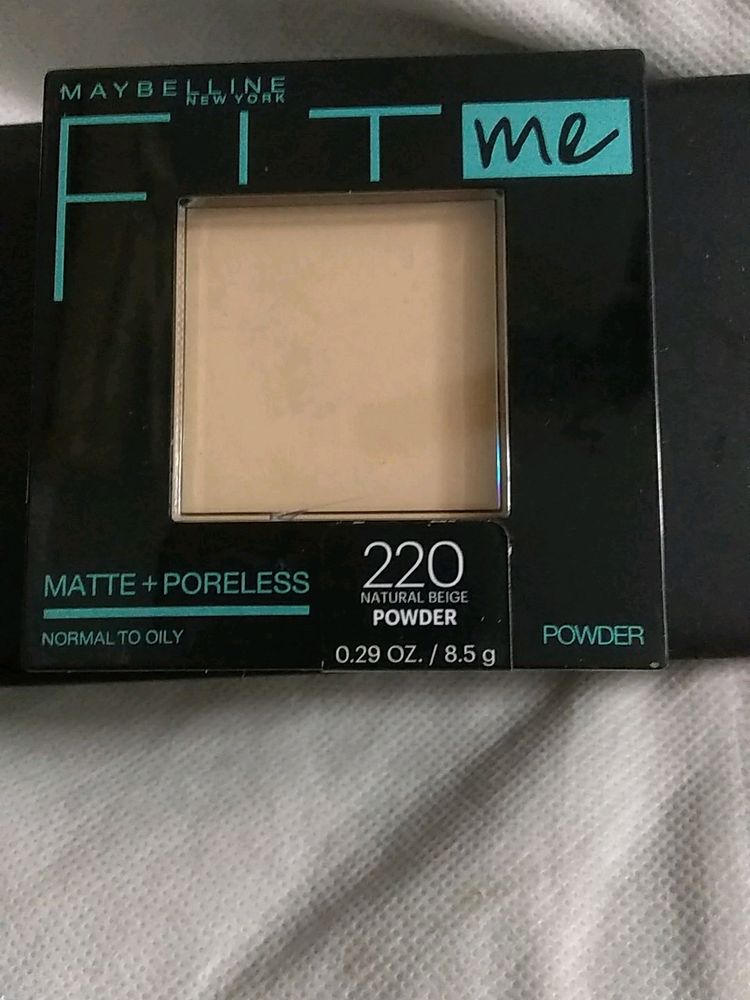 MAYBELLINE
NEW YORK
FIT me
MATTE + PORELESS
NORMAL TO OILY
220
NATURAL BEIGE
POWDER
0.29 OZ. / 8.5 g
POWDER